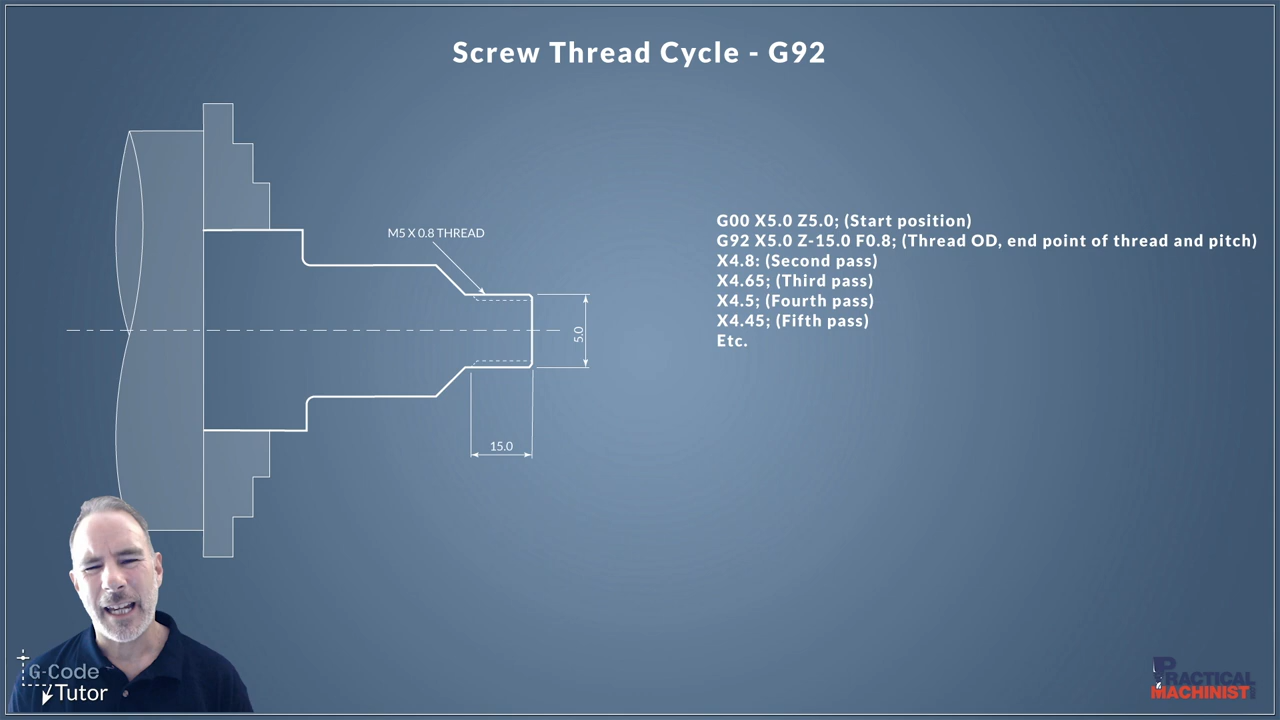 Screw Thread Cycle - G92
M5 X 0.8 THREAD
5.0
15.0
G00 X5.0 Z5.0; (Start position)
G92 X5.0 Z-15.0 F0.8; (Thread OD, end point of thread and pitch)
X4.8: (Second pass)
X4.65; (Third pass)
X4.5; (Fourth pass)
X4.45; (Fifth pass)
Etc.
G-Code
Tutor
PRACTICAL
MACHINIST